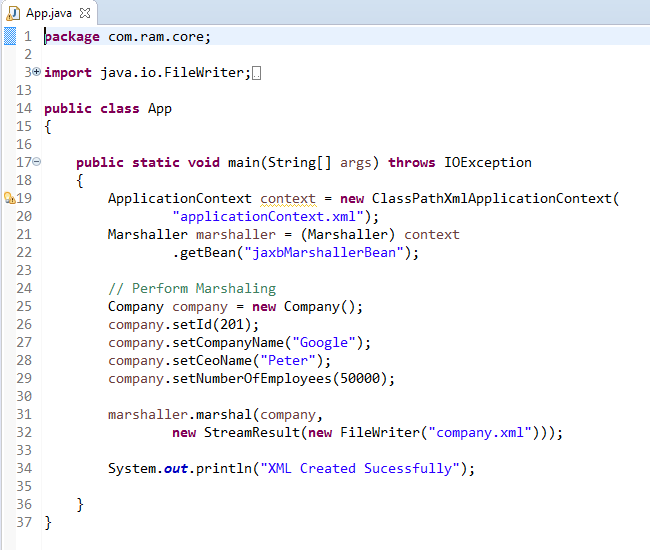 App.java
1 package com.ram.core;
2
3 import java.io.FileWriter;
13
14 public class App
15 {
16
17     public static void main(String[] args) throws IOException
18     {
19         ApplicationContext context = new ClassPathXmlApplicationContext(
20                 "applicationContext.xml");
21         Marshaller marshaller = (Marshaller) context
22                 .getBean("jaxbMarshallerBean");
23
24         // Perform Marshaling
25         Company company = new Company();
26         company.setId(201);
27         company.setCompanyName("Google");
28         company.setCeoName("Peter");
29         company.setNumberOfEmployees(50000);
30
31         marshaller.marshal(company,
32                 new StreamResult(new FileWriter("company.xml")));
33
34         System.out.println("XML Created Sucessfully");
35
36     }
37 }